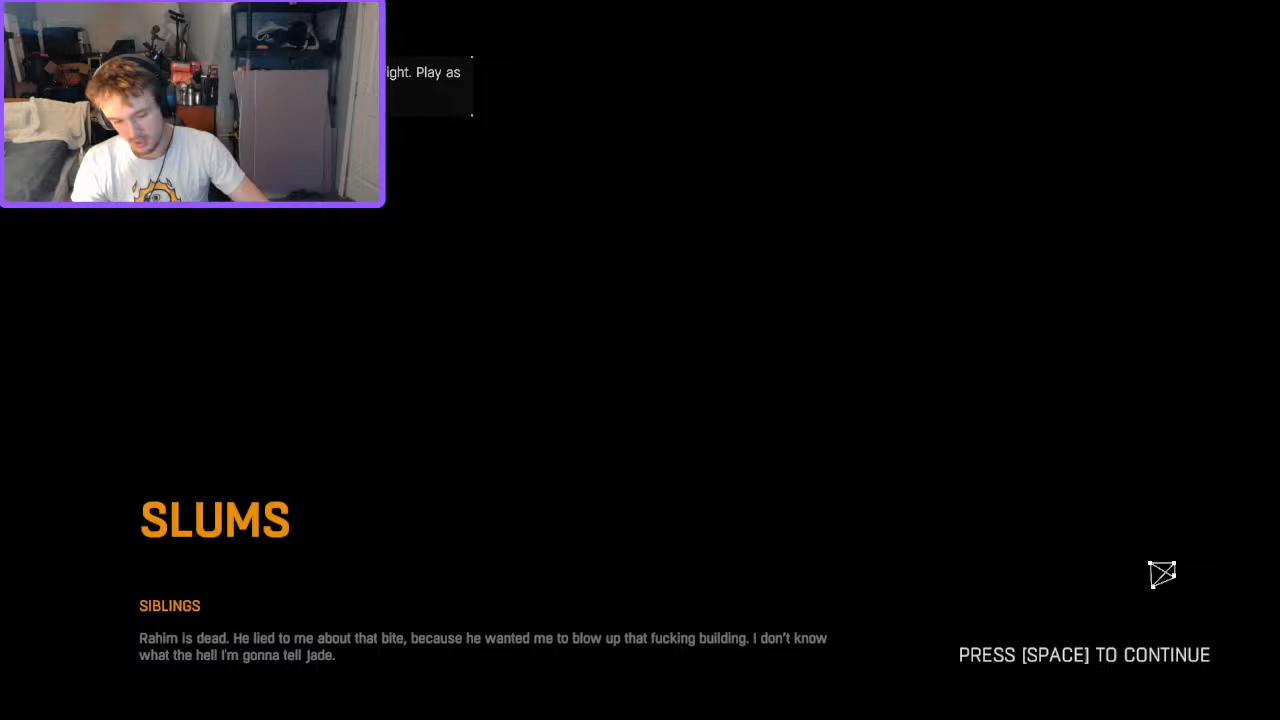 ight. Play as
SLUMS
SIBLINGS
Rahim is dead. He lied to me about that bite, because he wanted me to blow up that fucking building. I don't know
what the hell I'm gonna tell Jade.
PRESS [SPACE] TO CONTINUE